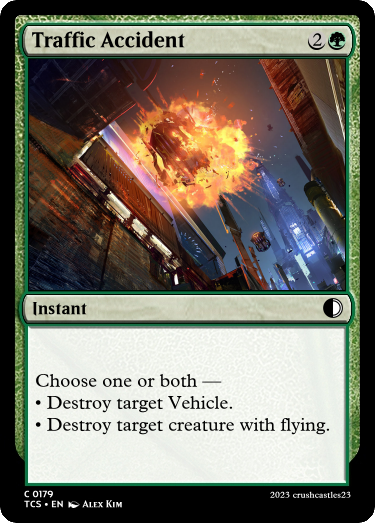 Traffic Accident 2
Instant
Choose one or both —
• Destroy target Vehicle.
• Destroy target creature with flying.
C 0179
TCS • EN Alex Kim
2023 crushcastles23